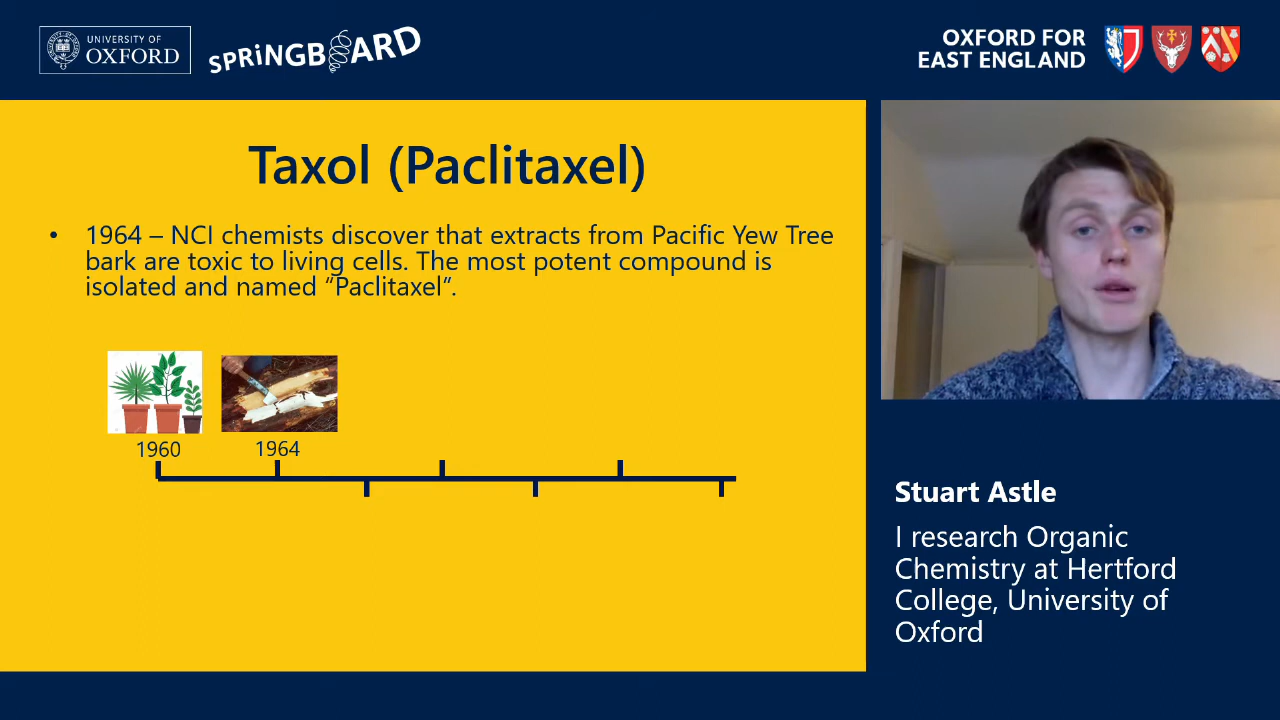 UNIVERSITY OF
OXFORD
SPRiNGBOARD
OXFORD FOR
EAST ENGLAND
Taxol (Paclitaxel)
• 1964 – NCI chemists discover that extracts from Pacific Yew Tree
bark are toxic to living cells. The most potent compound is
isolated and named “Paclitaxel“.
1960
1964
Stuart Astle
I research Organic
Chemistry at Hertford
College, University of
Oxford